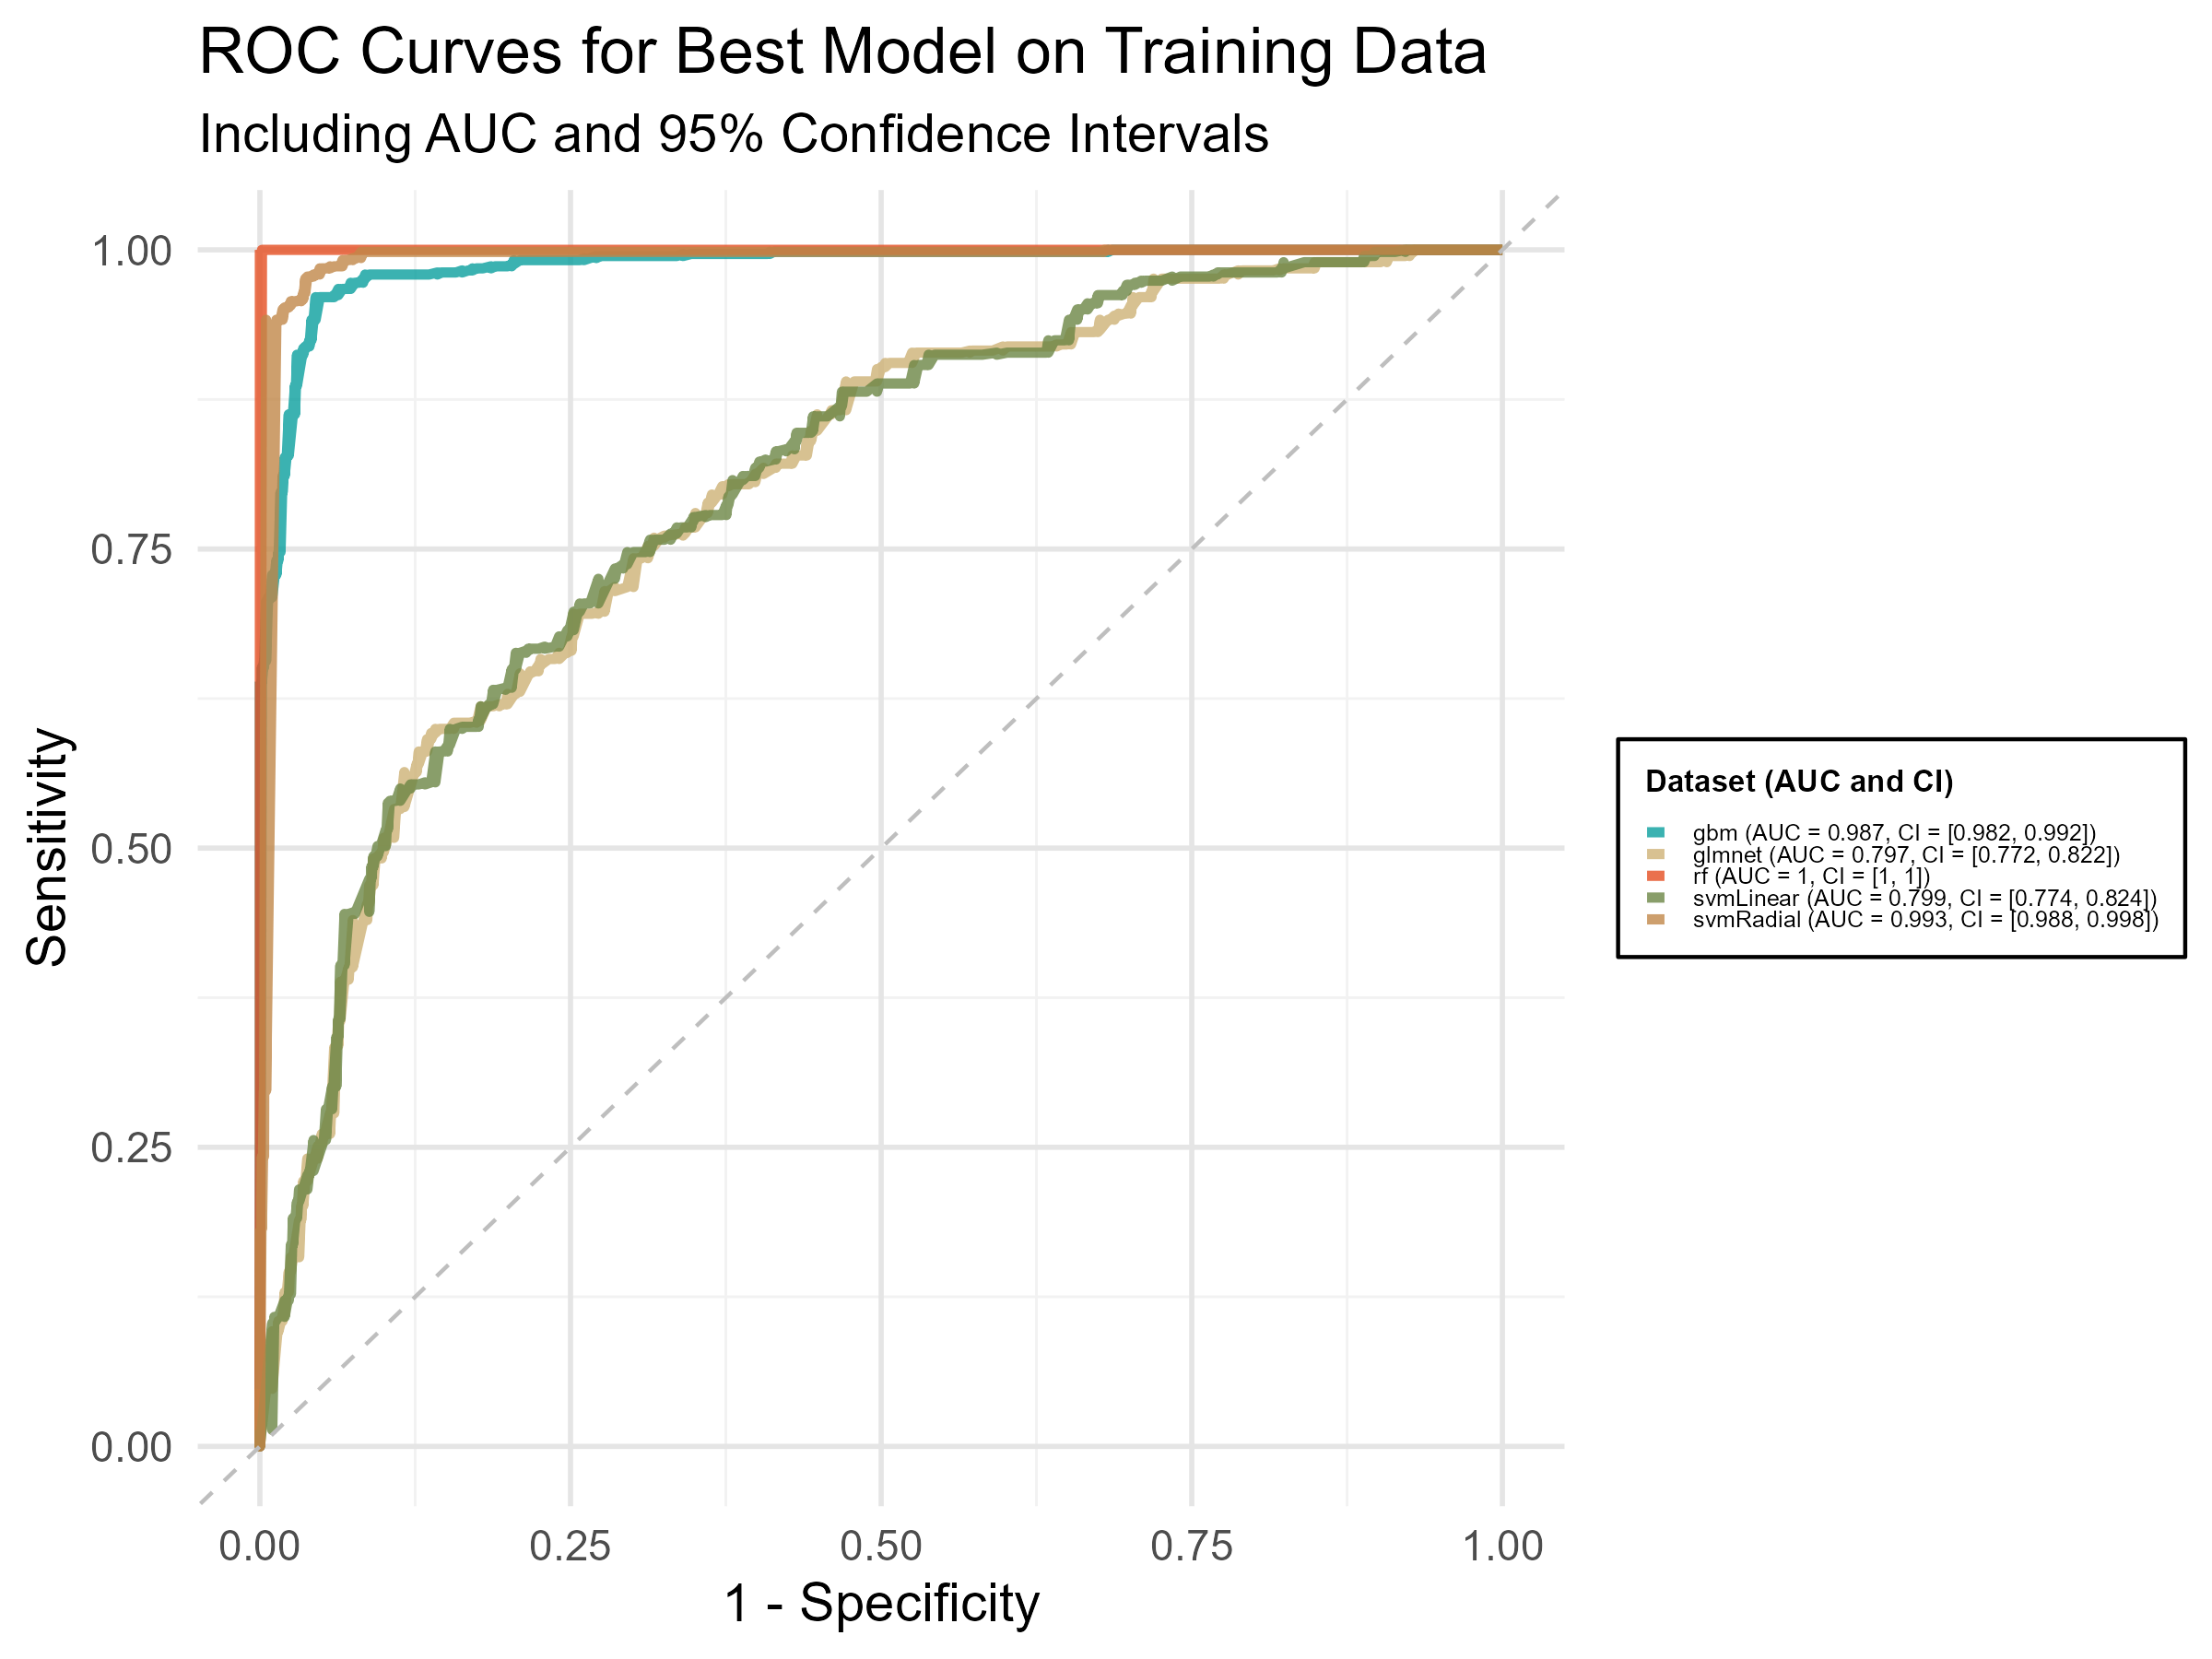 ROC Curves for Best Model on Training Data
Including AUC and 95% Confidence Intervals
1.00
0.75
0.50
0.25
0.00
Sensitivity
0.00 0.25 0.50 0.75 1.00
1 - Specificity
Dataset (AUC and CI)
gbm (AUC = 0.987, CI = [0.982, 0.992])
glmnet (AUC = 0.797, CI = [0.772, 0.822])
rf (AUC = 1, CI = [1, 1])
svmLinear (AUC = 0.799, CI = [0.774, 0.824])
svmRadial (AUC = 0.993, CI = [0.988, 0.998])